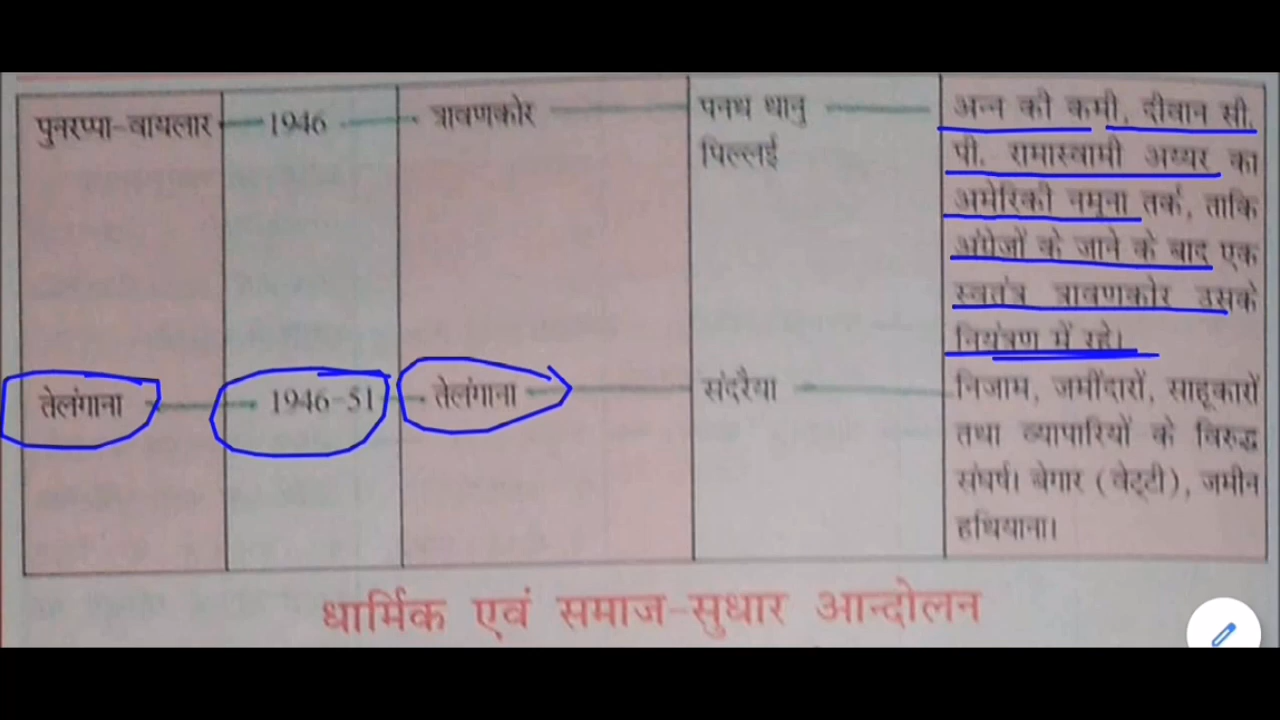 पुनरप्पा-वायलार 1946 त्रावणकोर पनथ थानु अन्न की कमी, दीवान सी.
पिल्लई पी. रामास्वामी अय्यर का
अमेरिकी नमूना तर्क, ताकि
अंग्रेजों के जाने के बाद एक
स्वतंत्र त्रावणकोर उसके
नियंत्रण में रहे।
तेलंगाना 1946-51 तेलंगाना संदरैया निजाम, जमींदारों, साहूकारों
तथा व्यापारियों के विरुद्ध
संघर्ष। बेगार (वेट्टी), जमीन
हथियाना।
धार्मिक एवं समाज-सुधार आन्दोलन